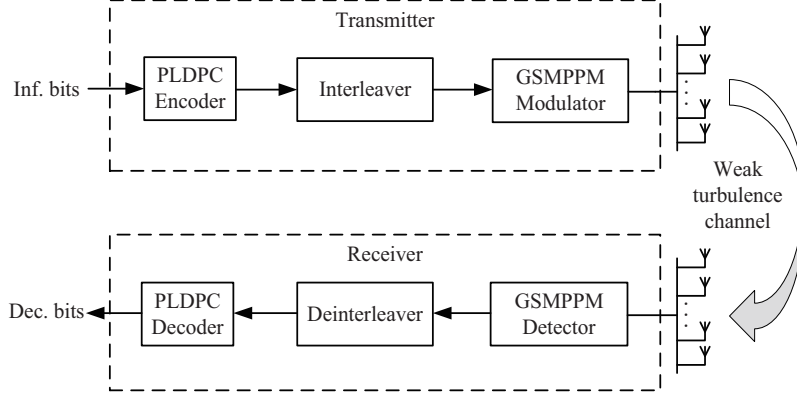 Transmitter
Inf. bits
PLDPC
Encoder
Interleaver
GSMPPM
Modulator
Weak
turbulence
channel
Receiver
Dec. bits
PLDPC
Decoder
Deinterleaver
GSMPPM
Detector